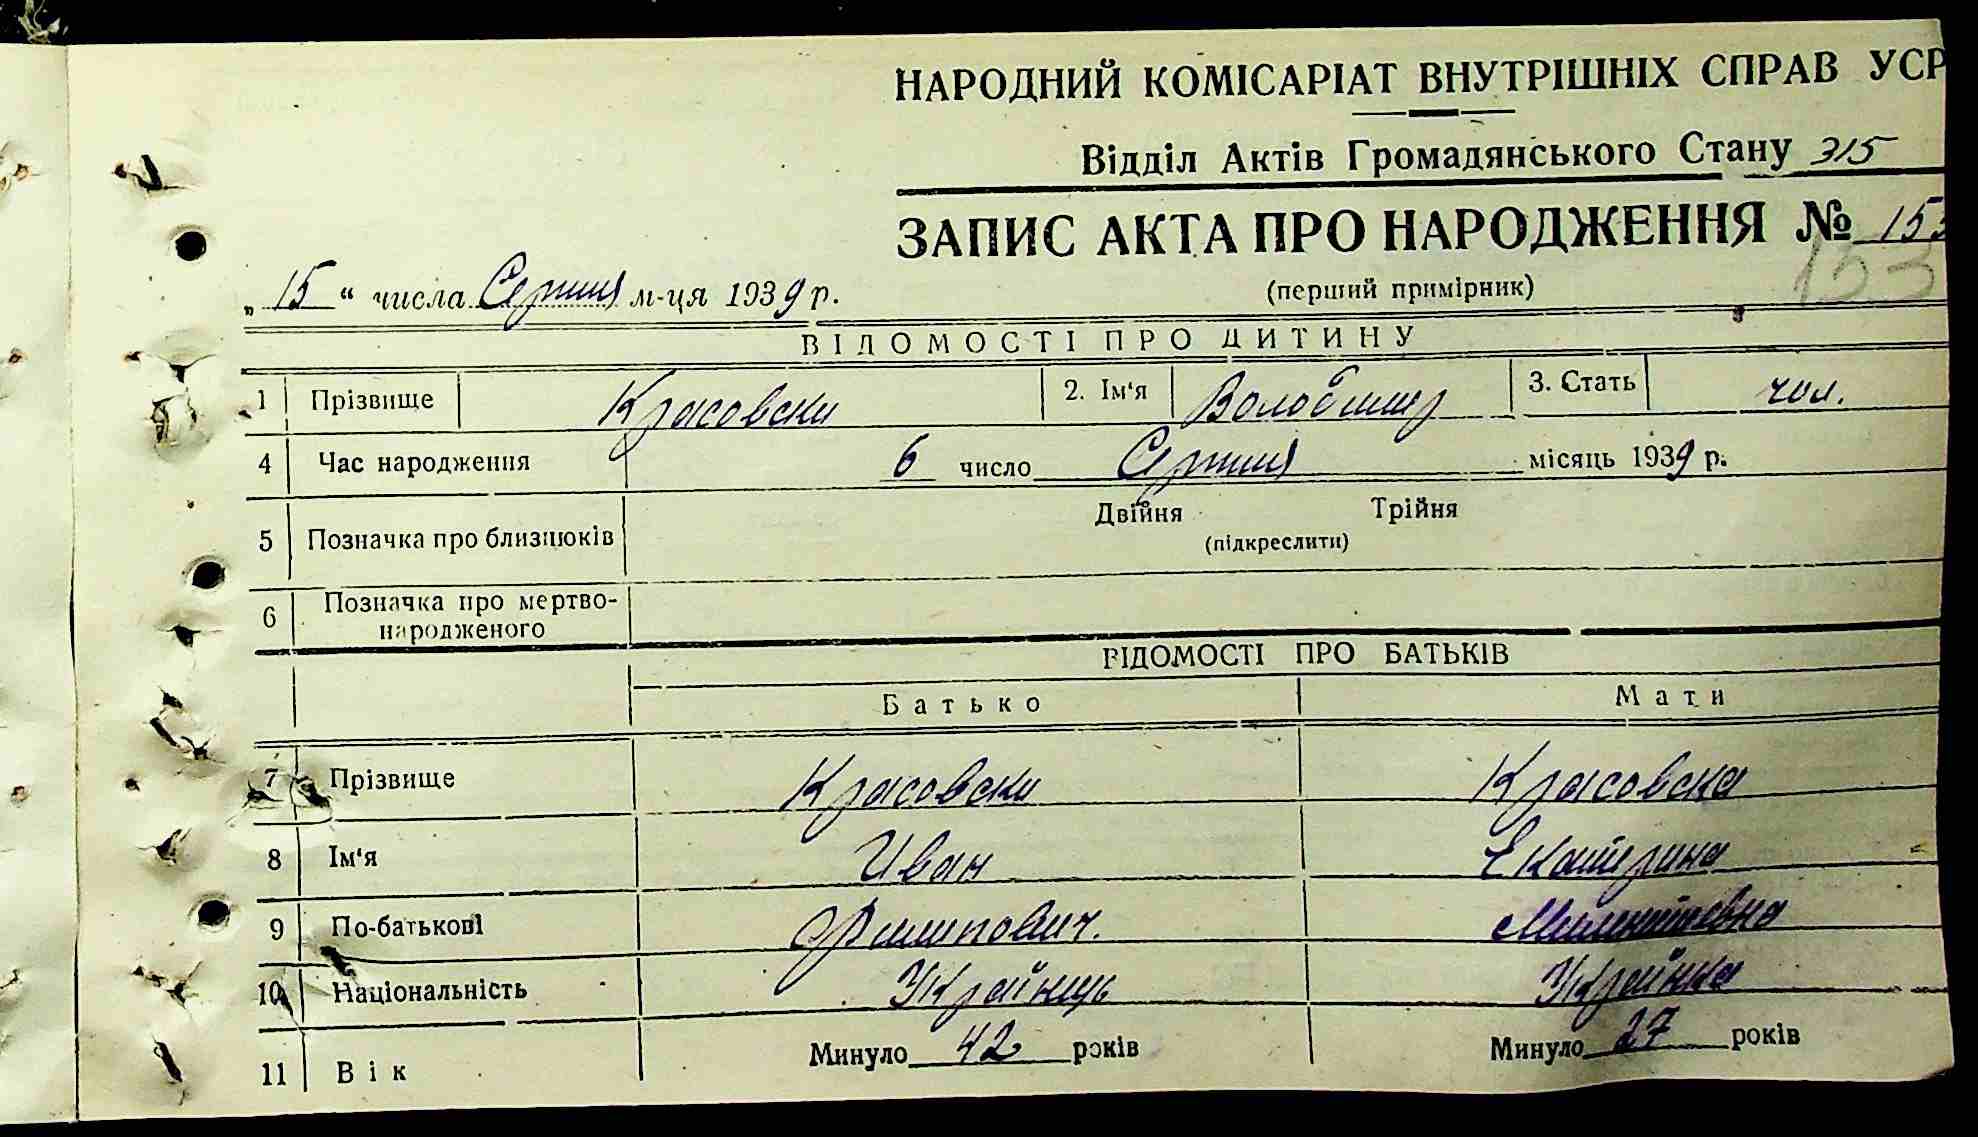 НАРОДНИЙ КОМІСАРІАТ ВНУТРІШНІХ СПРАВ УСР
Відділ Актів Громадянського Стану 315
ЗАПИС АКТА ПРО НАРОДЖЕННЯ № 153
153
„ 15 “ числа Серпня м-ця 1939 р.
(перший примірник)
ВІДОМОСТІ ПРО ДИТИНУ
1 Прізвище Красовски 2. Ім'я Володимир 3. Стать чол.
4 Час народження 6 число Серпня місяць 1939 р.
5 Позначка про близнюків Двійня Трійня
(підкреслити)
6 Позначка про мертво-
народженого
ВІДОМОСТІ ПРО БАТЬКІВ
Батько Мати
7 Прізвище Красовски Красовска
8 Ім'я Иван Екатерина
9 По-батькові Филипович.
10 Національність Українць Українка
11 Вік Минуло 42 років Минуло 27 років